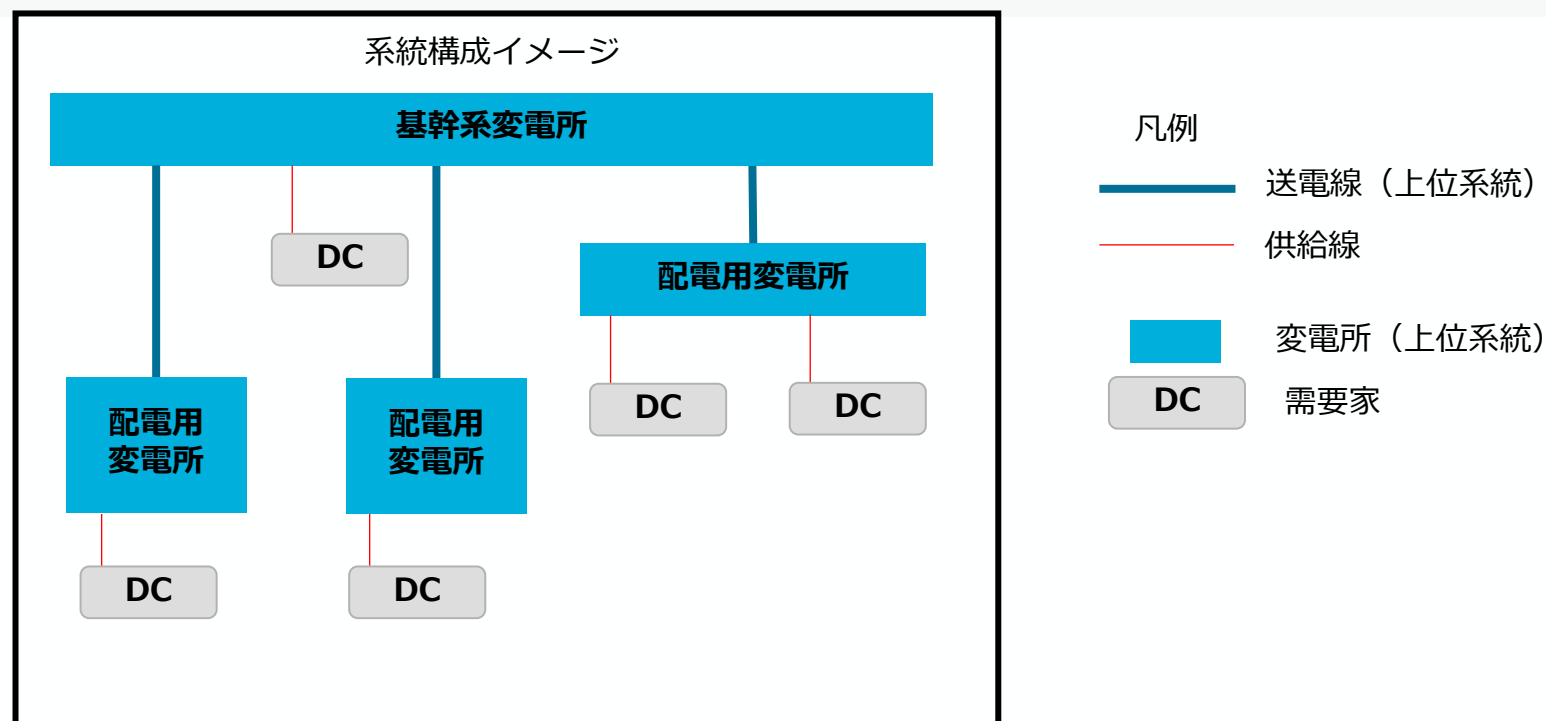 系統構成イメージ
基幹系変電所
DC
配電用変電所
DC
DC
配電用
変電所
配電用
変電所
DC
DC
凡例
送電線（上位系統）
供給線
変電所（上位系統）
DC
需要家